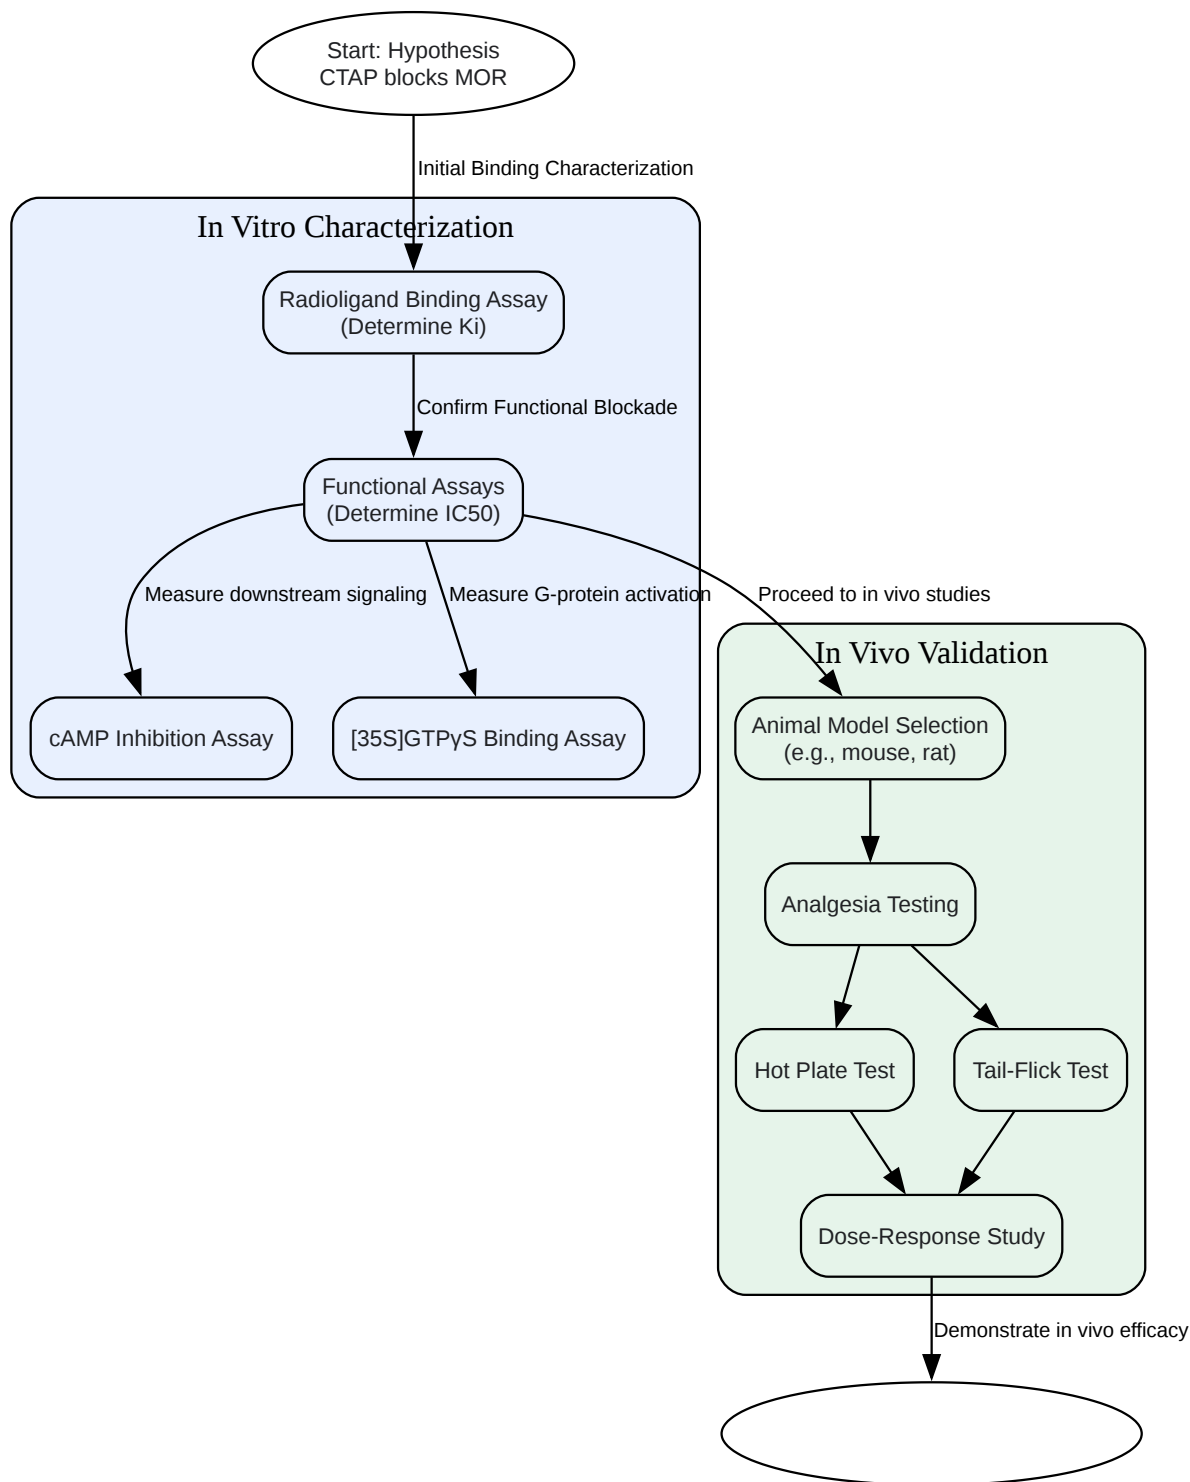 Start: Hypothesis
CTAP blocks MOR
Initial Binding Characterization
In Vitro Characterization
Radioligand Binding Assay
(Determine Ki)
Confirm Functional Blockade
Functional Assays
(Determine IC50)
Measure downstream signaling
Measure G-protein activation
Proceed to in vivo studies
In Vivo Validation
cAMP Inhibition Assay
[35S]GTPγS Binding Assay
Animal Model Selection
(e.g., mouse, rat)
Analgesia Testing
Hot Plate Test
Tail-Flick Test
Dose-Response Study
Demonstrate in vivo efficacy